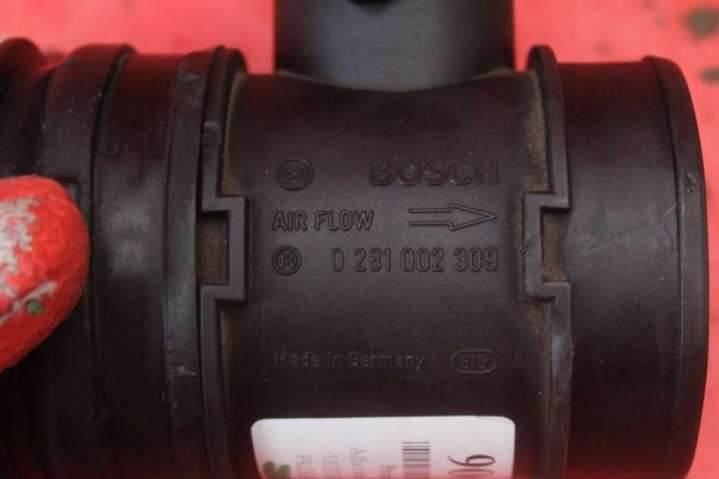 BOSCH
AIR FLOW
0 281 002 309
Made in Germany